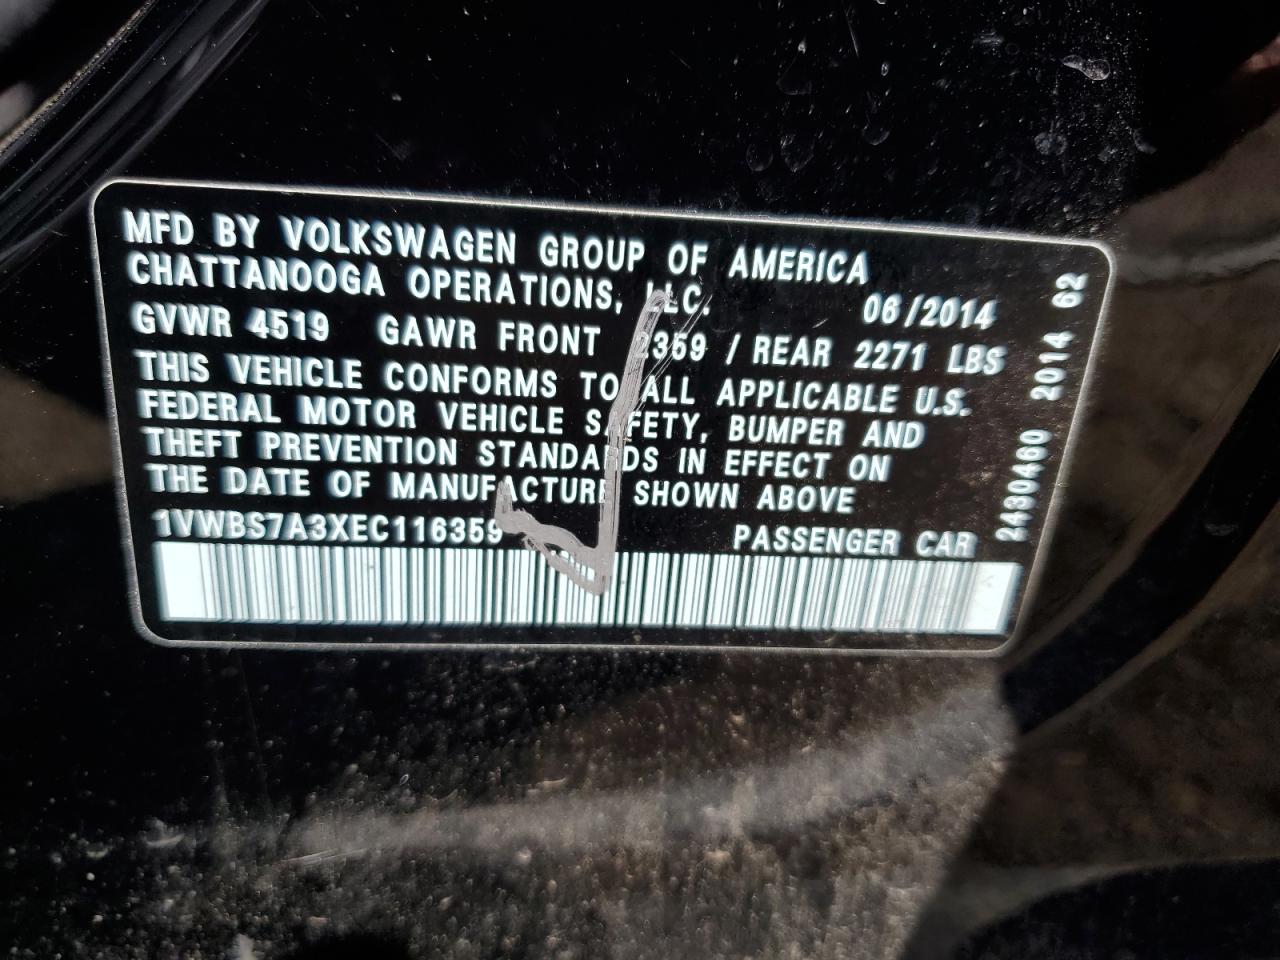 MFD BY VOLKSWAGEN GROUP OF AMERICA
CHATTANOOGA OPERATIONS, LLC. 06/2014
GVWR 4519 GAWR FRONT 2359 / REAR 2271 LBS
THIS VEHICLE CONFORMS TO ALL APPLICABLE U.S.
FEDERAL MOTOR VEHICLE SAFETY, BUMPER AND
THEFT PREVENTION STANDARDS IN EFFECT ON
THE DATE OF MANUFACTURE SHOWN ABOVE
1VWBS7A3XEC116359 PASSENGER CAR
2430460 2014 62